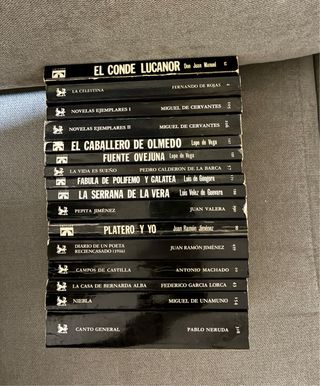 EL CONDE LUCANOR Don Juan Manuel
LA CELESTINA FERNANDO DE ROJAS
NOVELAS EJEMPLARES I MIGUEL DE CERVANTES
NOVELAS EJEMPLARES II MIGUEL DE CERVANTES
EL CABALLERO DE OLMEDO Lope de Vega
FUENTE OVEJUNA Lope de Vega
LA VIDA ES SUEÑO PEDRO CALDERON DE LA BARCA
FABULA DE POLIFEMO Y GALATEA Luis de Góngora
LA SERRANA DE LA VERA Luis Vélez de Guevara
PEPITA JIMÉNEZ JUAN VALERA
PLATERO Y YO Juan Ramón Jiménez
DIARIO DE UN POETA
RECIENCASADO (1916) JUAN RAMÓN JIMÉNEZ
CAMPOS DE CASTILLA ANTONIO MACHADO
LA CASA DE BERNARDA ALBA FEDERICO GARCIA LORCA
NIEBLA MIGUEL DE UNAMUNO
CANTO GENERAL PABLO NERUDA